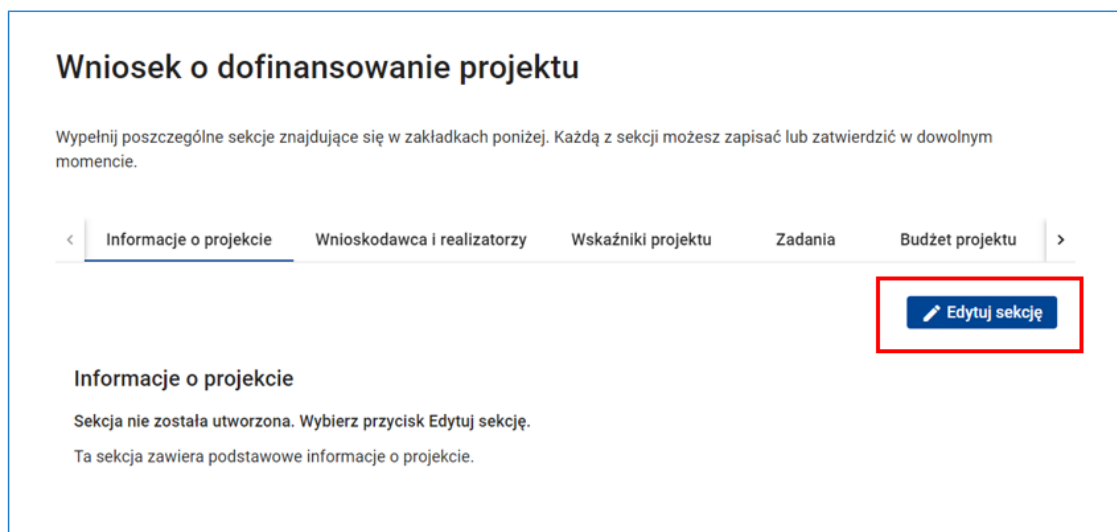 Wniosek o dofinansowanie projektu
Wypełnij poszczególne sekcje znajdujące się w zakładkach poniżej. Każdą z sekcji możesz zapisać lub zatwierdzić w dowolnym
momencie.
Informacje o projekcie Wnioskodawca i realizatorzy Wskaźniki projektu Zadania Budżet projektu
Edytuj sekcję
Informacje o projekcie
Sekcja nie została utworzona. Wybierz przycisk Edytuj sekcję.
Ta sekcja zawiera podstawowe informacje o projekcie.